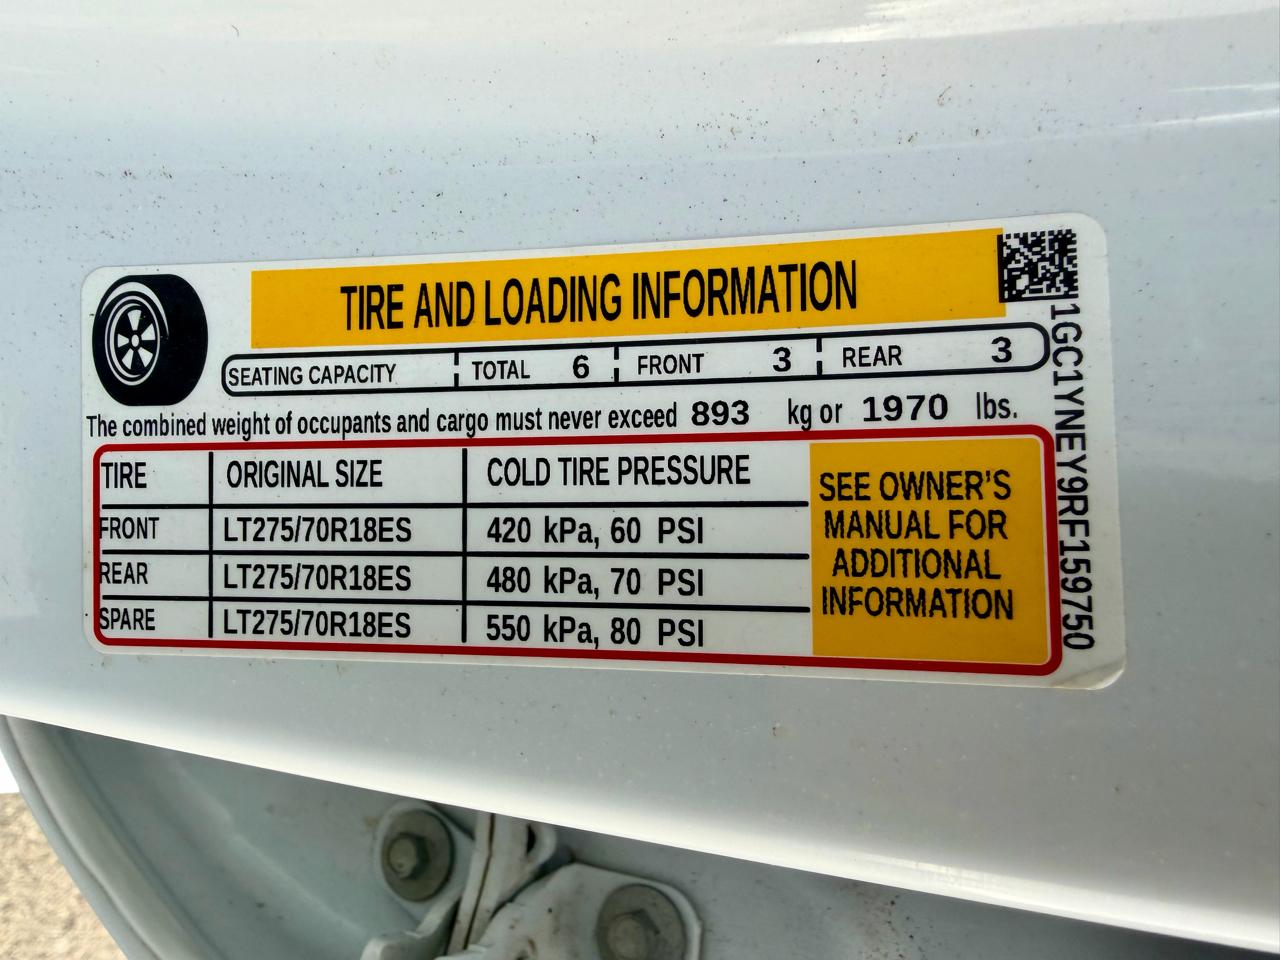 TIRE AND LOADING INFORMATION
SEATING CAPACITY TOTAL 6 FRONT 3 REAR 3
The combined weight of occupants and cargo must never exceed 893 kg or 1970 lbs.
TIRE ORIGINAL SIZE COLD TIRE PRESSURE
FRONT LT275/70R18ES 420 kPa, 60 PSI
REAR LT275/70R18ES 480 kPa, 70 PSI
SPARE LT275/70R18ES 550 kPa, 80 PSI
SEE OWNER'S
MANUAL FOR
ADDITIONAL
INFORMATION
1GC1YNEY9RF159750